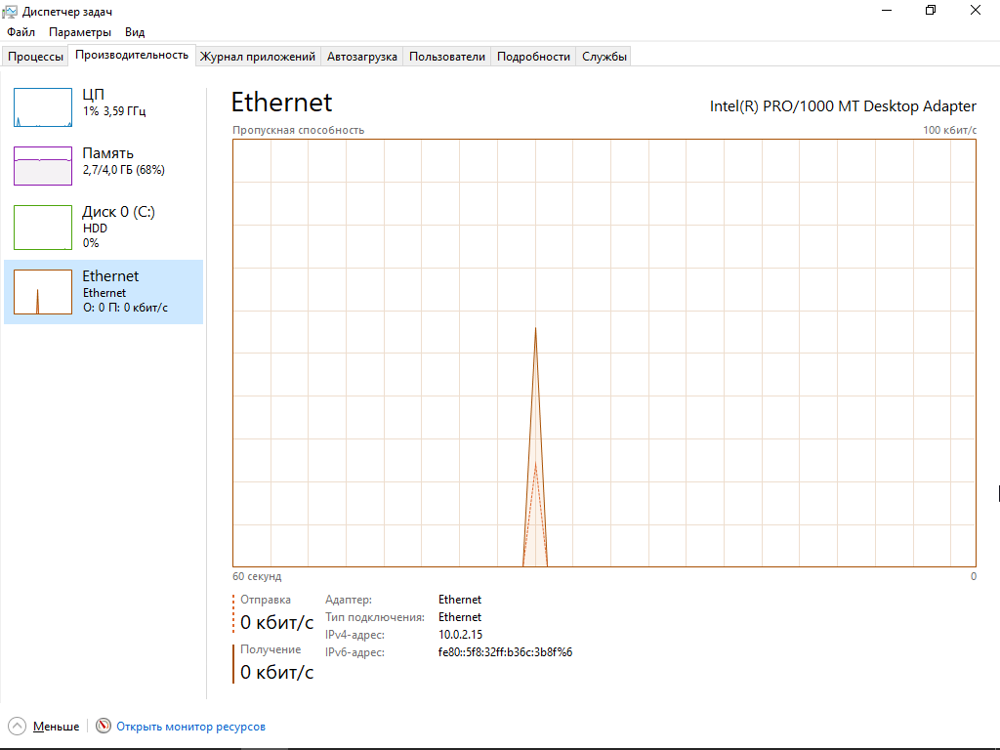 Диспетчер задач
Файл Параметры Вид
Процессы Производительность Журнал приложений Автозагрузка Пользователи Подробности Службы
ЦП
1% 3,59 ГГц
Память
2,7/4,0 ГБ (68%)
Диск 0 (C:)
HDD
0%
Ethernet
Ethernet
О: 0 П: 0 кбит/с
Ethernet
Intel(R) PRO/1000 MT Desktop Adapter
Пропускная способность
100 кбит/с
60 секунд
0
Отправка
0 кбит/с
Получение
0 кбит/с
Адаптер: Ethernet
Тип подключения: Ethernet
IPv4-адрес: 10.0.2.15
IPv6-адрес: fe80::5f8:32ff:b36c:3b8f%6
Меньше
Открыть монитор ресурсов